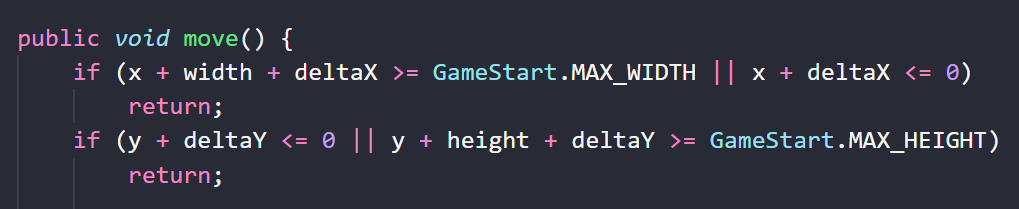 public void move() {
if (x + width + deltaX >= GameStart.MAX_WIDTH || x + deltaX <= 0)
return;
if (y + deltaY <= 0 || y + height + deltaY >= GameStart.MAX_HEIGHT)
return;